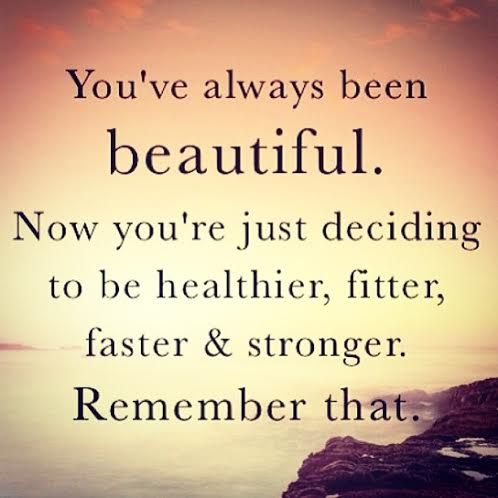 You've always been
beautiful.
Now you're just deciding
to be healthier, fitter,
faster & stronger.
Remember that.